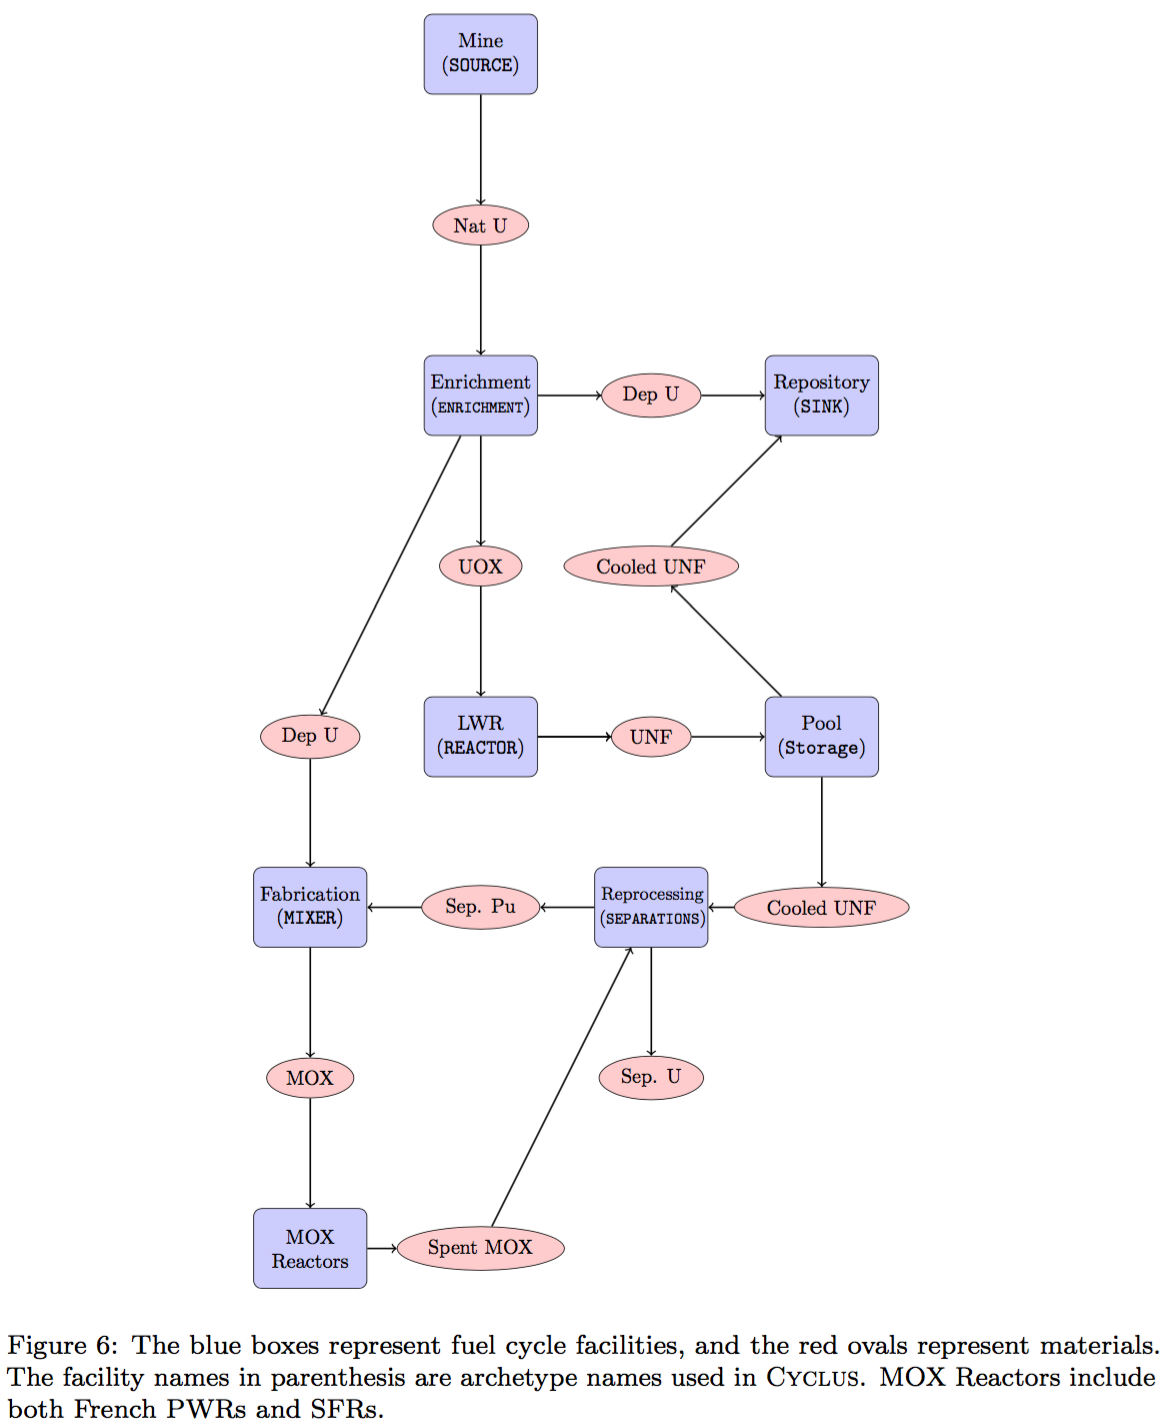 Mine
(SOURCE)
Nat U
Enrichment
(ENRICHMENT)
Dep U
Repository
(SINK)
UOX
Cooled UNF
Dep U
LWR
(REACTOR)
UNF
Pool
(Storage)
Fabrication
(MIXER)
Sep. Pu
Reprocessing
(SEPARATIONS)
Cooled UNF
MOX
Sep. U
MOX
Reactors
Spent MOX
Figure 6: The blue boxes represent fuel cycle facilities, and the red ovals represent materials.
The facility names in parenthesis are archetype names used in CYCLUS. MOX Reactors include
both French PWRs and SFRs.